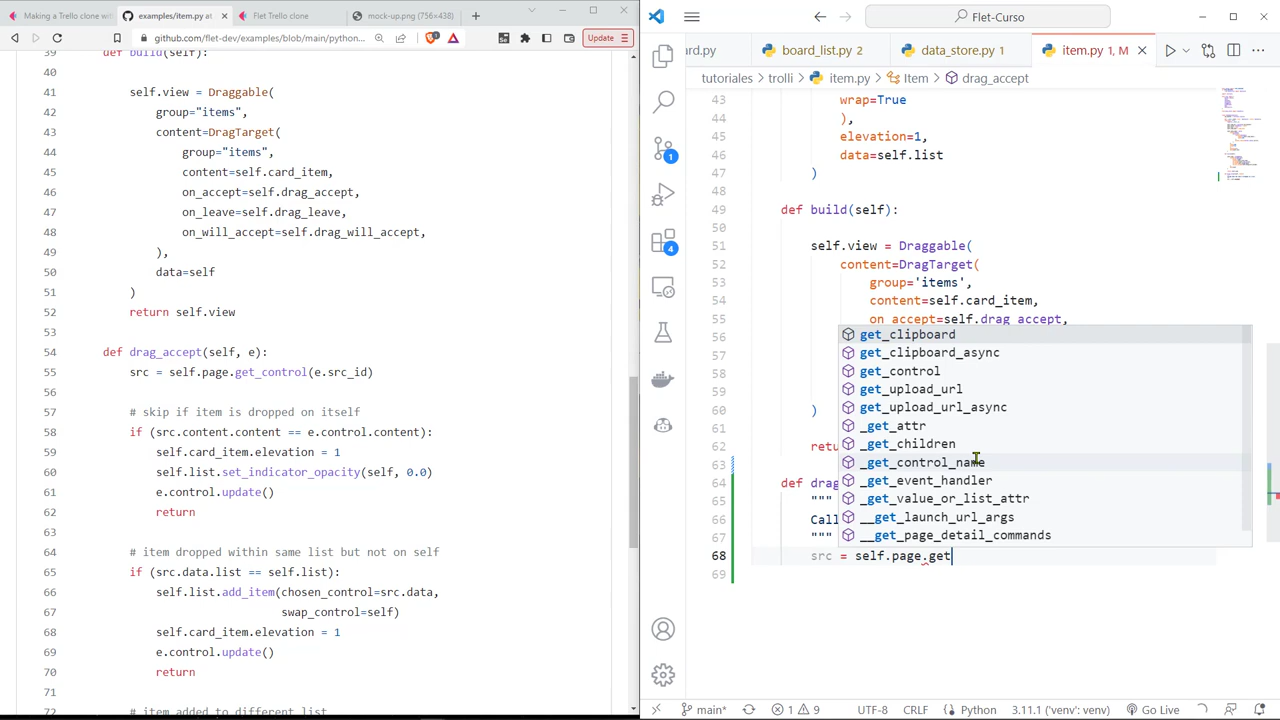 Making a Trello clone with
examples/item.py at
Flet Trello clone
mock-up.png (756×838)
github.com/flet-dev/examples/blob/main/python...
Update
39 def build(self):
40
41 self.view = Draggable(
42 group="items",
43 content=DragTarget(
44 group="items",
45 content=self.card_item,
46 on_accept=self.drag_accept,
47 on_leave=self.drag_leave,
48 on_will_accept=self.drag_will_accept,
49 ),
50 data=self
51 )
52 return self.view
53
54 def drag_accept(self, e):
55 src = self.page.get_control(e.src_id)
56
57 # skip if item is dropped on itself
58 if (src.content.content == e.control.content):
59 self.card_item.elevation = 1
60 self.list.set_indicator_opacity(self, 0.0)
61 e.control.update()
62 return
63
64 # item dropped within same list but not on self
65 if (src.data.list == self.list):
66 self.list.add_item(chosen_control=src.data,
67 swap_control=self)
68 self.card_item.elevation = 1
69 e.control.update()
70 return
71
72 # item added to different list
Flet-Curso
ard.py
board_list.py 2
data_store.py 1
item.py 1, M
tutoriales > trolli > item.py > Item > drag_accept
43 wrap=True
44 ),
45 elevation=1,
46 data=self.list
47 )
48
49 def build(self):
50
51 self.view = Draggable(
52 content=DragTarget(
53 group='items',
54 content=self.card_item,
55 on_accept=self.drag_accept,
56
57
58
59
60 )
61
62 retu
63
64 def drag
65 """
66 Call
67 """
68 src = self.page.get
69
get_clipboard
get_clipboard_async
get_control
get_upload_url
get_upload_url_async
_get_attr
_get_children
_get_control_name
_get_event_handler
_get_value_or_list_attr
__get_launch_url_args
__get_page_detail_commands
1
4
main*
1 9
UTF-8
CRLF
Python
3.11.1 ('venv': venv)
Go Live